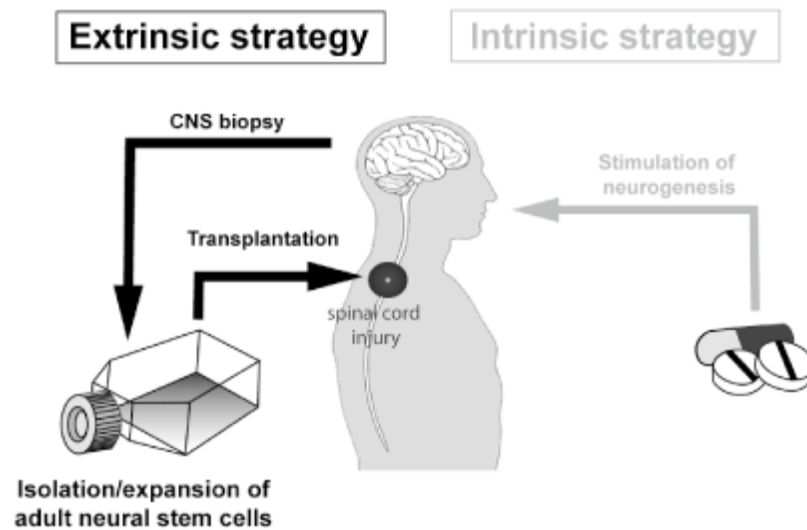 Extrinsic strategy
Intrinsic strategy
CNS biopsy
Stimulation of
neurogenesis
Transplantation
spinal cord
injury
Isolation/expansion of
adult neural stem cells